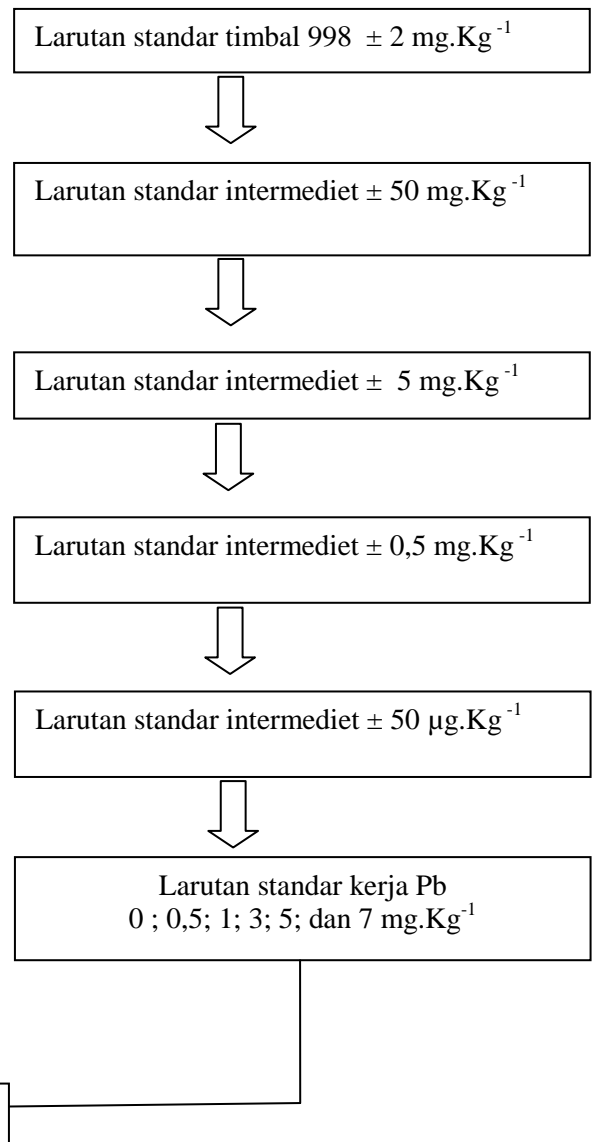 Larutan standar timbal 998 ± 2 mg.Kg⁻¹
Larutan standar intermediet ± 50 mg.Kg⁻¹
Larutan standar intermediet ± 5 mg.Kg⁻¹
Larutan standar intermediet ± 0,5 mg.Kg⁻¹
Larutan standar intermediet ± 50 µg.Kg⁻¹
Larutan standar kerja Pb
0 ; 0,5; 1; 3; 5; dan 7 mg.Kg⁻¹